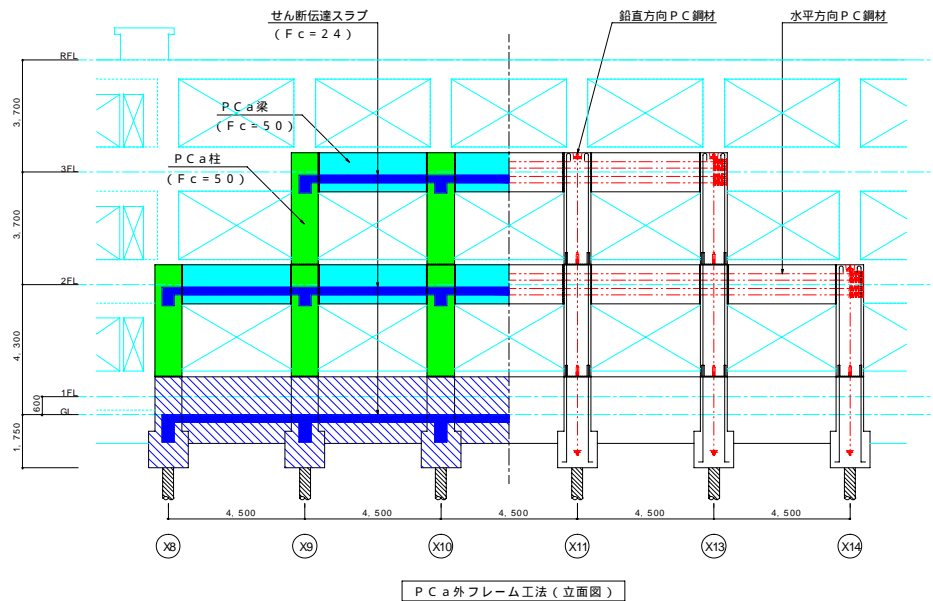 せん断伝達スラブ
(Fc=24)
鉛直方向PC鋼材
水平方向PC鋼材
RFL
3,700
PCa梁
(Fc=50)
PCa柱
(Fc=50)
3FL
3,700
2FL
4,300
1FL
600
GL
1,750
4,500
4,500
4,500
4,500
4,500
X8
X9
X10
X11
X13
X14
PCa外フレーム工法(立面図)